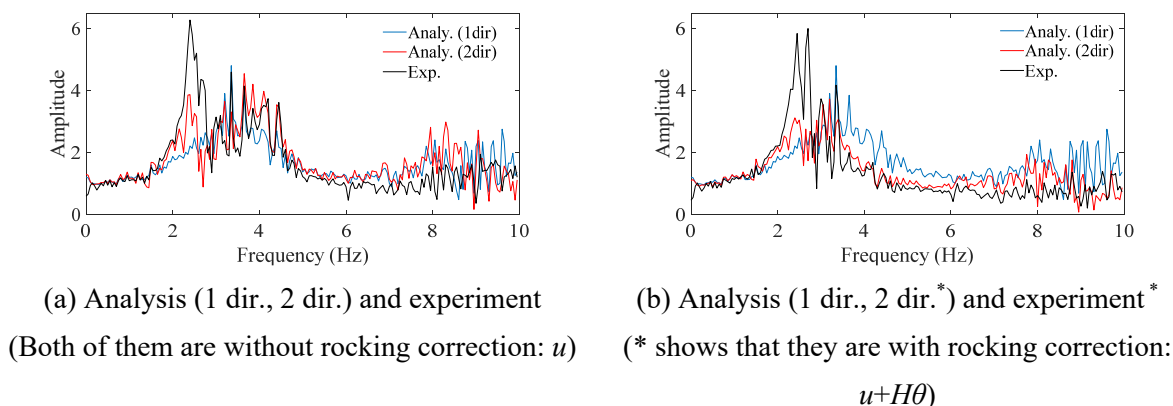 6
4
2
0
Amplitude
Analy. (1dir)
Analy. (2dir)
Exp.
0 2 4 6 8 10
Frequency (Hz)
(a) Analysis (1 dir., 2 dir.) and experiment
(Both of them are without rocking correction: u)
6
4
2
0
Amplitude
Analy. (1dir)
Analy. (2dir)
Exp.
0 2 4 6 8 10
Frequency (Hz)
(b) Analysis (1 dir., 2 dir.*) and experiment*
(* shows that they are with rocking correction:
u+Hθ)